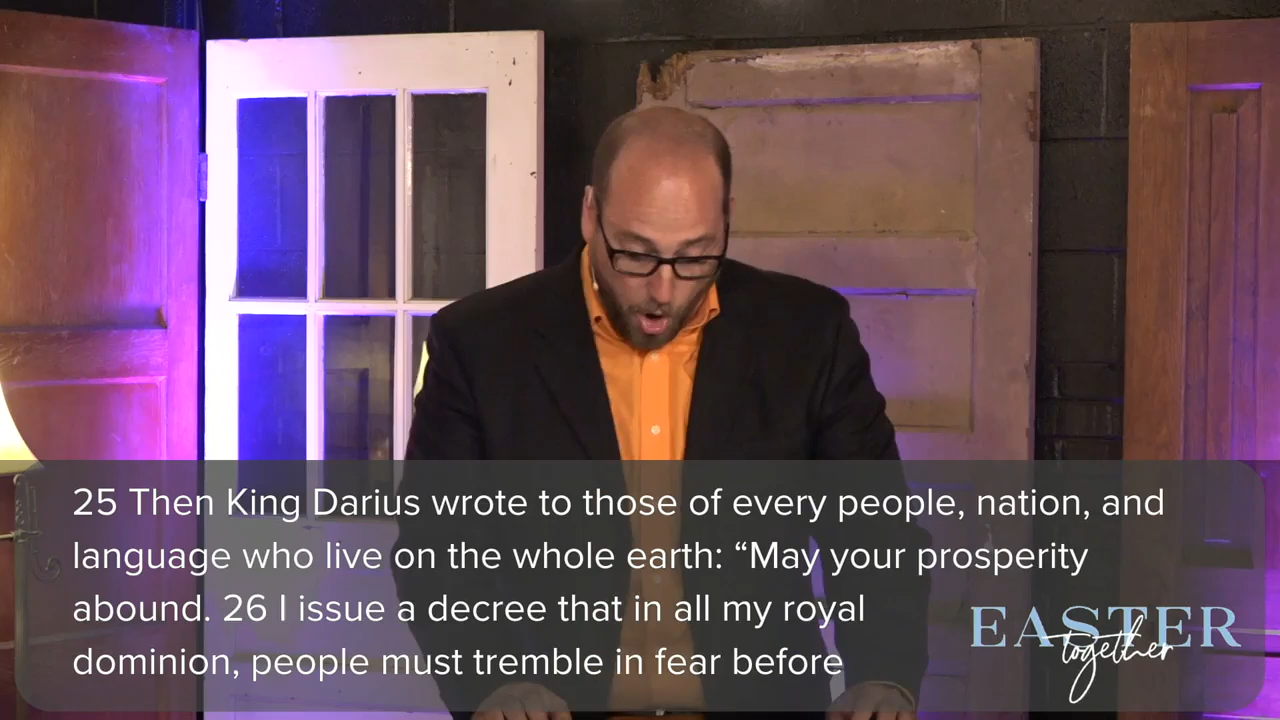 25 Then King Darius wrote to those of every people, nation, and
language who live on the whole earth: “May your prosperity
abound. 26 I issue a decree that in all my royal
dominion, people must tremble in fear before
EASTER
together